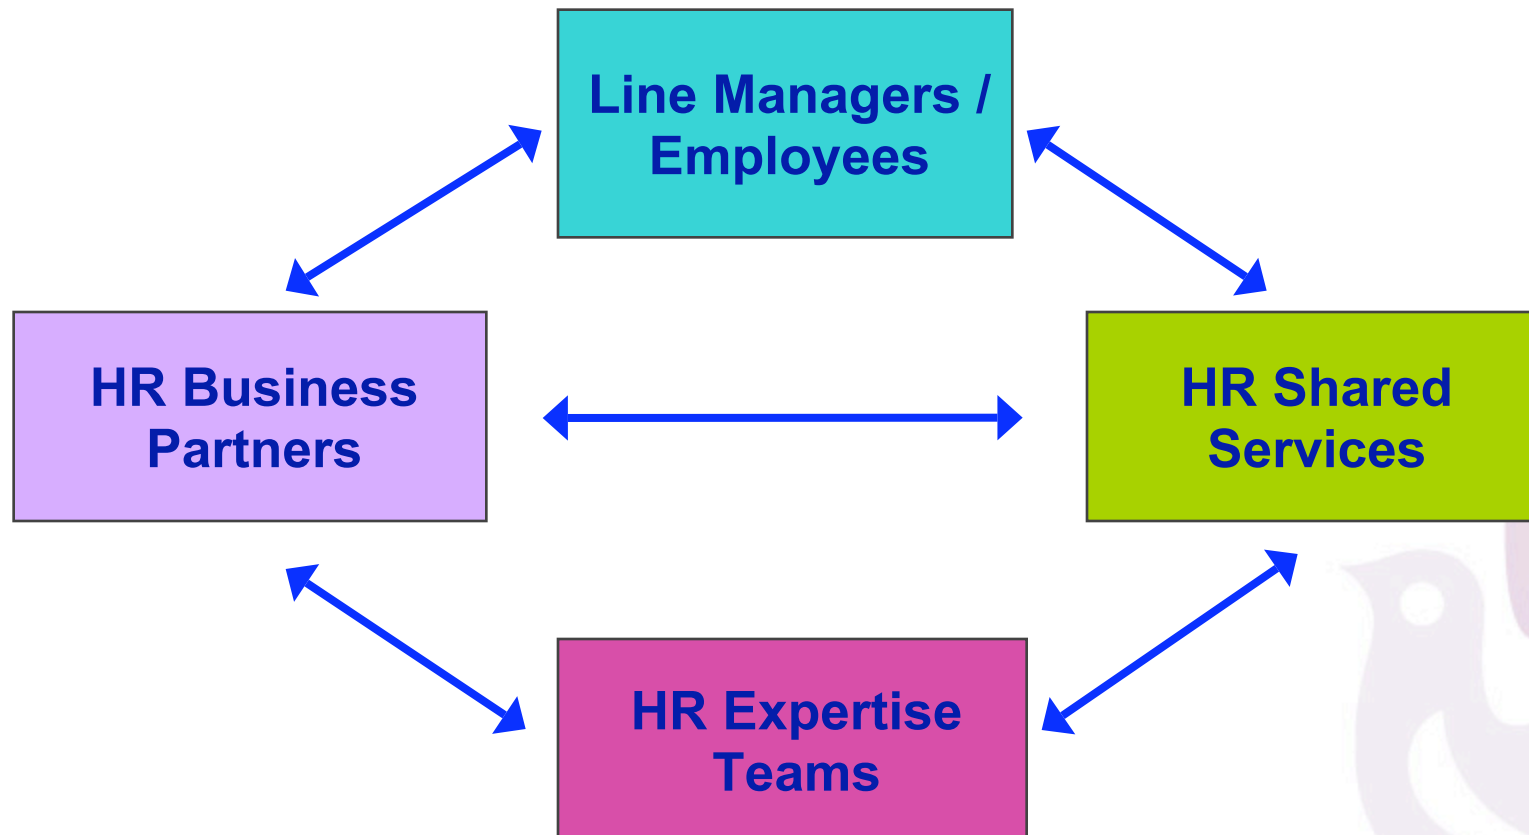 Line Managers /
Employees
HR Business
Partners
HR Shared
Services
HR Expertise
Teams